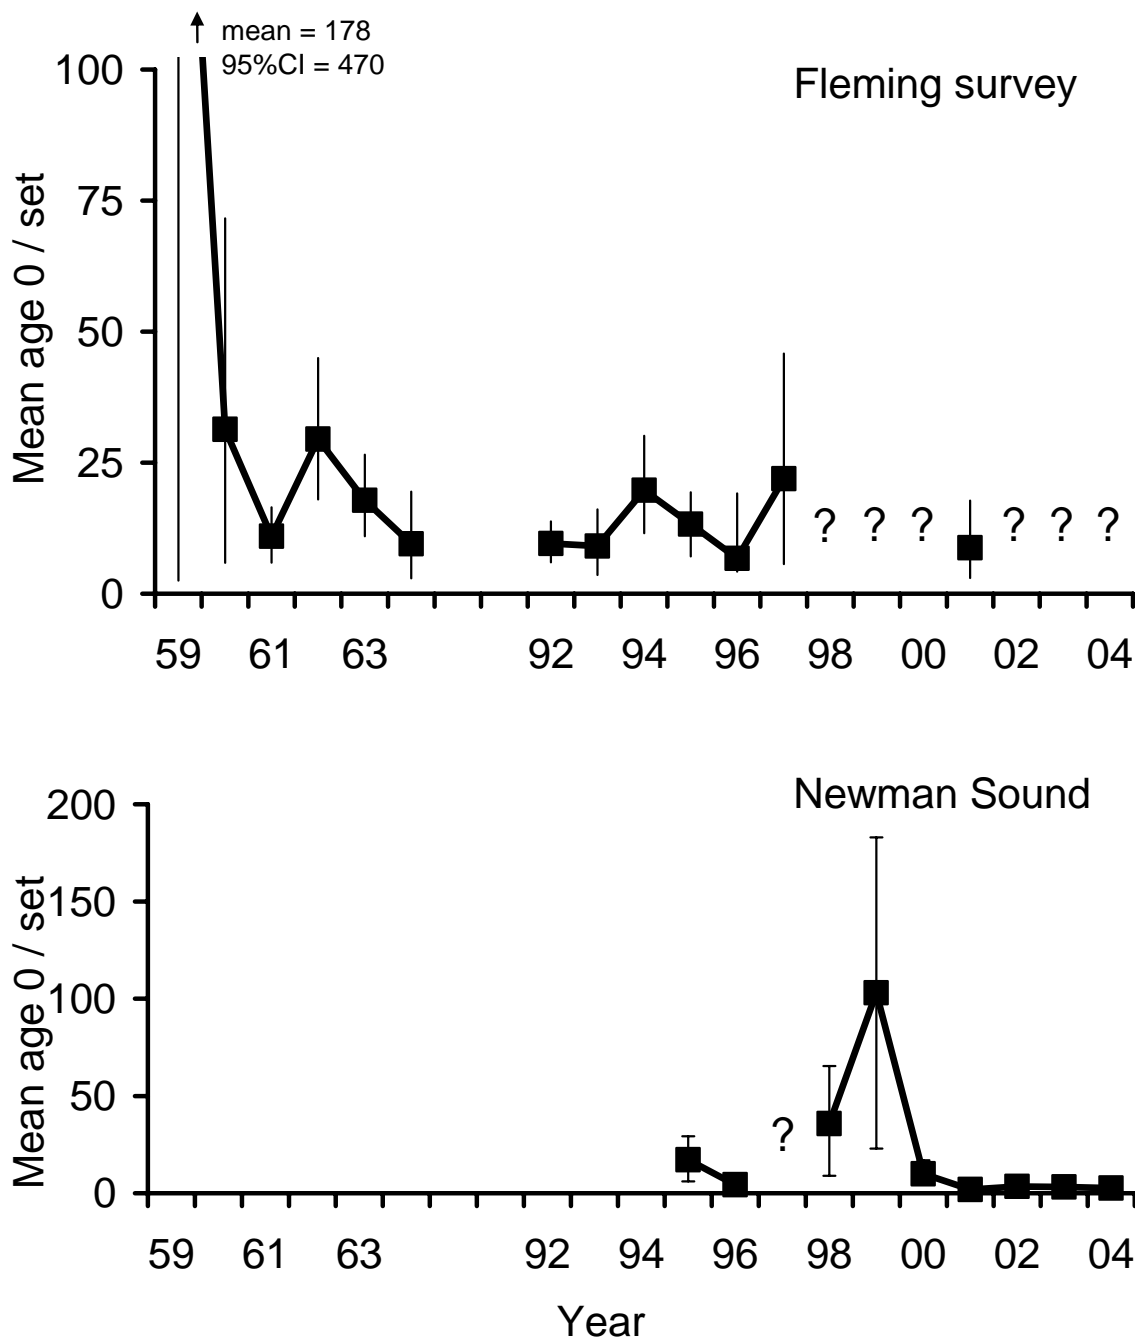 mean = 178
95%CI = 470
Fleming survey
Mean age 0 / set
100
75
50
25
0
? ? ? ? ? ?
59 61 63 92 94 96 98 00 02 04
Newman Sound
Mean age 0 / set
200
150
100
50
0
?
59 61 63 92 94 96 98 00 02 04
Year